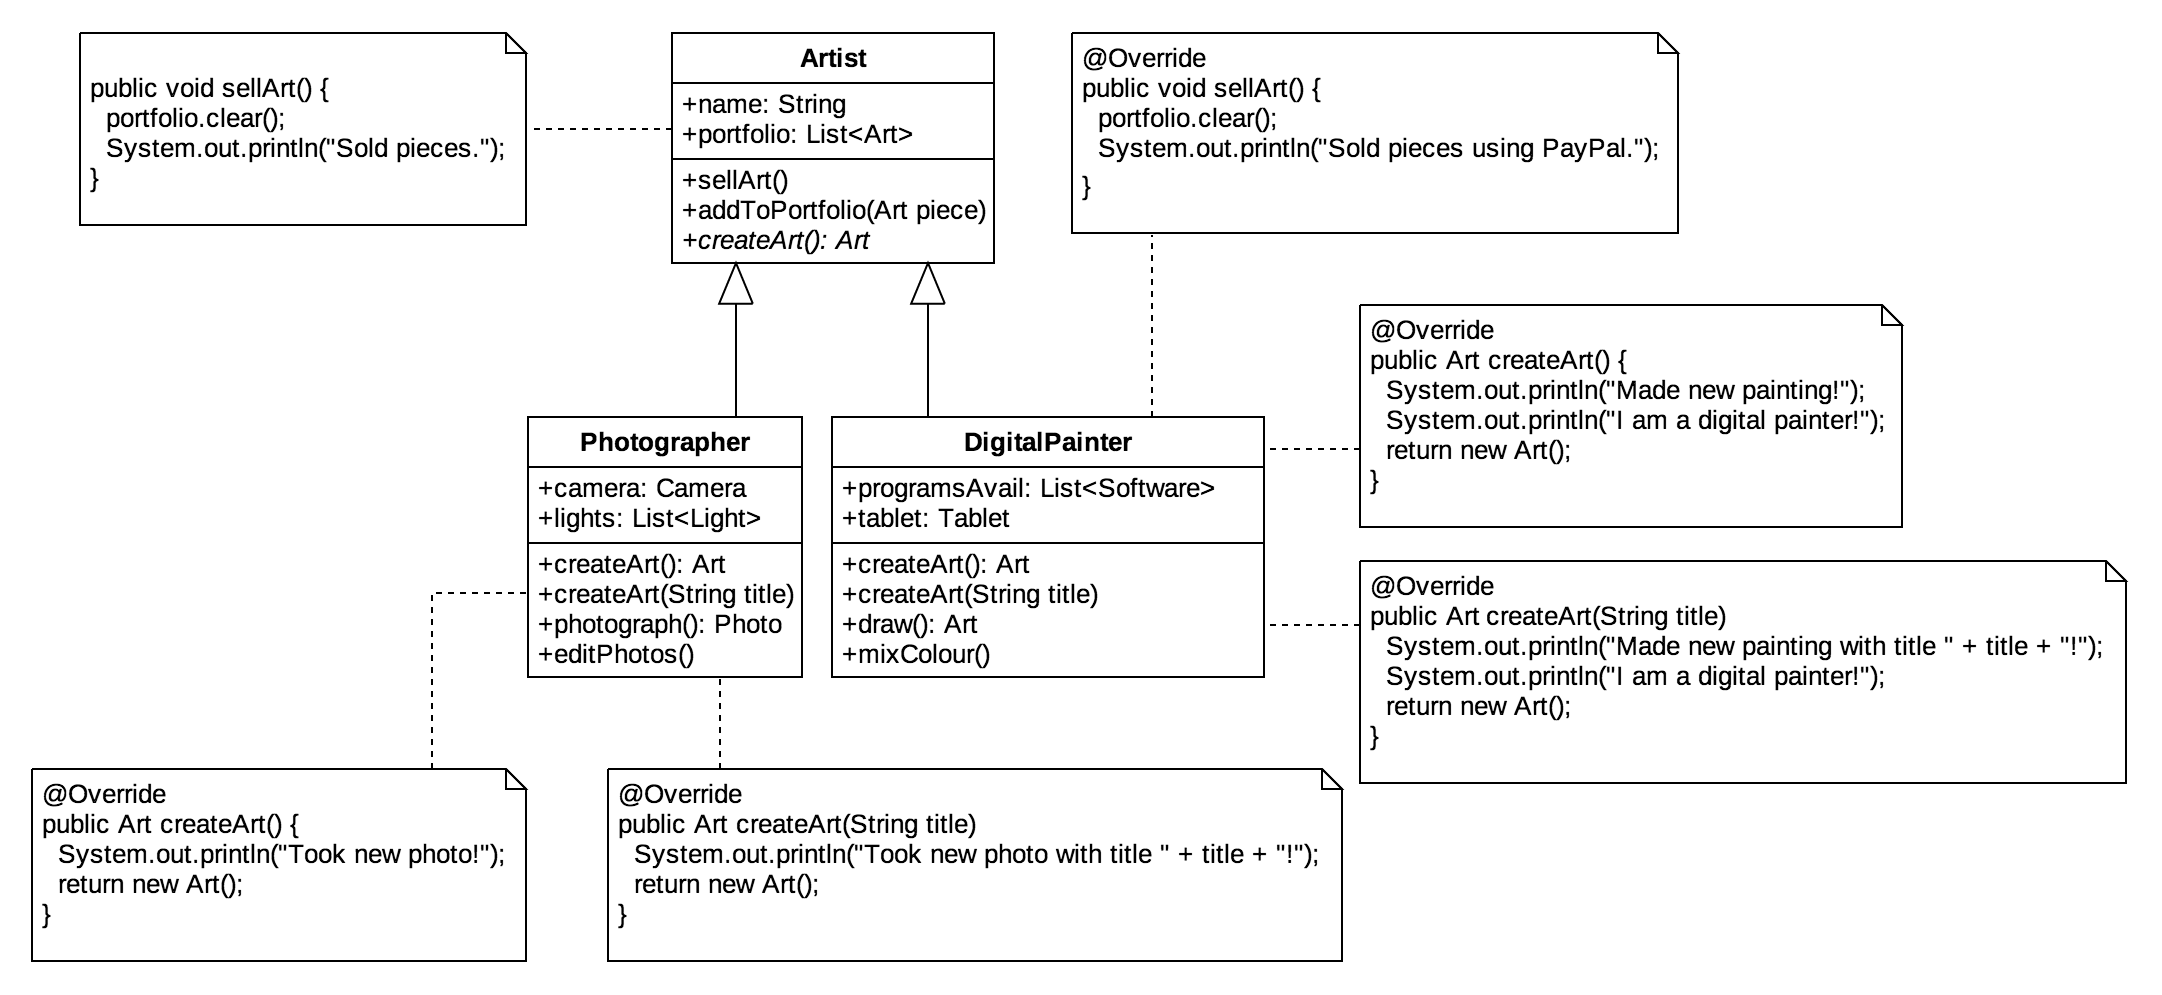 public void sellArt() {
portfolio.clear();
System.out.println("Sold pieces.");
}
Artist
+name: String
+portfolio: List<Art>
+sellArt()
+addToPortfolio(Art piece)
+createArt(): Art
@Override
public void sellArt() {
portfolio.clear();
System.out.println("Sold pieces using PayPal.");
}
@Override
public Art createArt() {
System.out.println("Made new painting!");
System.out.println("I am a digital painter!");
return new Art();
}
Photographer
+camera: Camera
+lights: List<Light>
+createArt(): Art
+createArt(String title)
+photograph(): Photo
+editPhotos()
DigitalPainter
+programsAvail: List<Software>
+tablet: Tablet
+createArt(): Art
+createArt(String title)
+draw(): Art
+mixColour()
@Override
public Art createArt(String title)
System.out.println("Made new painting with title " + title + "!");
System.out.println("I am a digital painter!");
return new Art();
}
@Override
public Art createArt() {
System.out.println("Took new photo!");
return new Art();
}
@Override
public Art createArt(String title)
System.out.println("Took new photo with title " + title + "!");
return new Art();
}